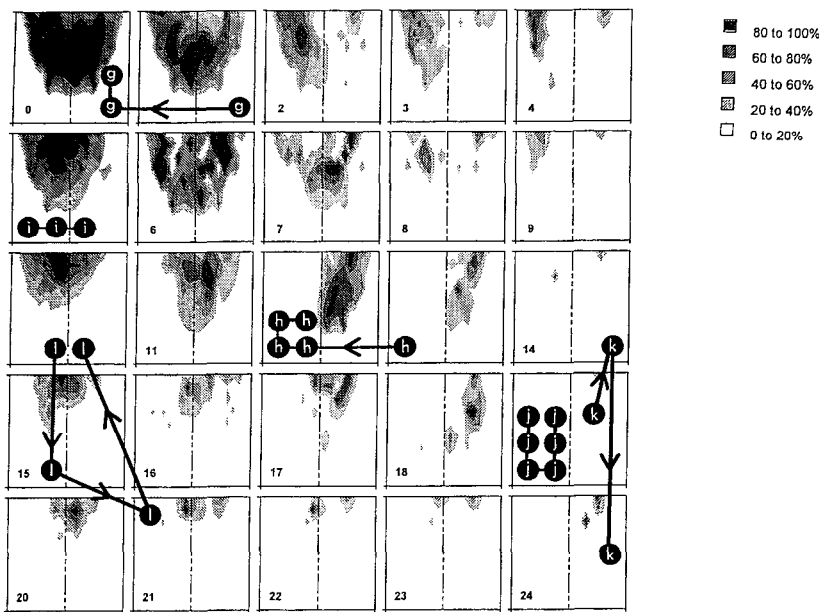 80 to 100%
60 to 80%
40 to 60%
20 to 40%
0 to 20%
g
0 g g 2 3 4
6 7 8 9
i i i
h h
11 h h h 14
l l k
k
j j
j j
15 l 16 17 18 j j
l
k
20 21 22 23 24